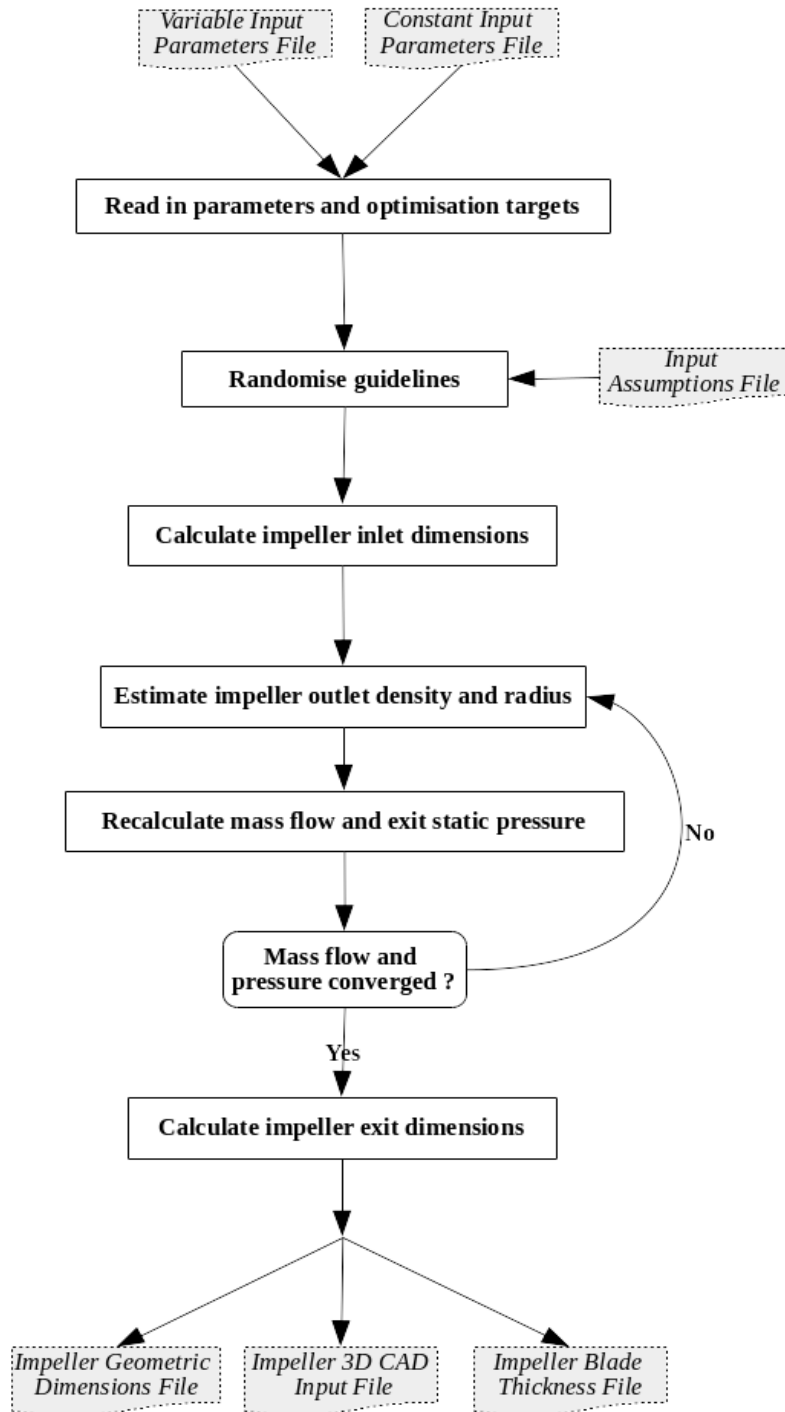 Variable Input
Parameters File
Constant Input
Parameters File
Read in parameters and optimisation targets
Randomise guidelines
Input
Assumptions File
Calculate impeller inlet dimensions
Estimate impeller outlet density and radius
Recalculate mass flow and exit static pressure
No
Mass flow and
pressure converged ?
Yes
Calculate impeller exit dimensions
Impeller Geometric
Dimensions File
Impeller 3D CAD
Input File
Impeller Blade
Thickness File